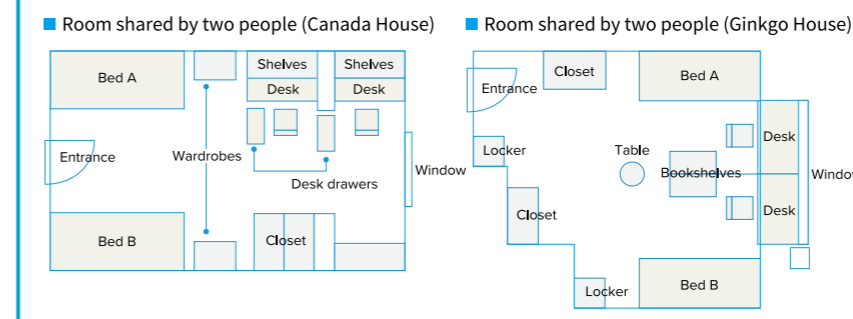 Room shared by two people (Canada House)
Bed A
Shelves
Shelves
Desk
Desk
Entrance
Wardrobes
Window
Desk drawers
Bed B
Closet
Room shared by two people (Ginkgo House)
Closet
Bed A
Entrance
Desk
Locker
Table
Bookshelves
Windo
Closet
Desk
Locker
Bed B